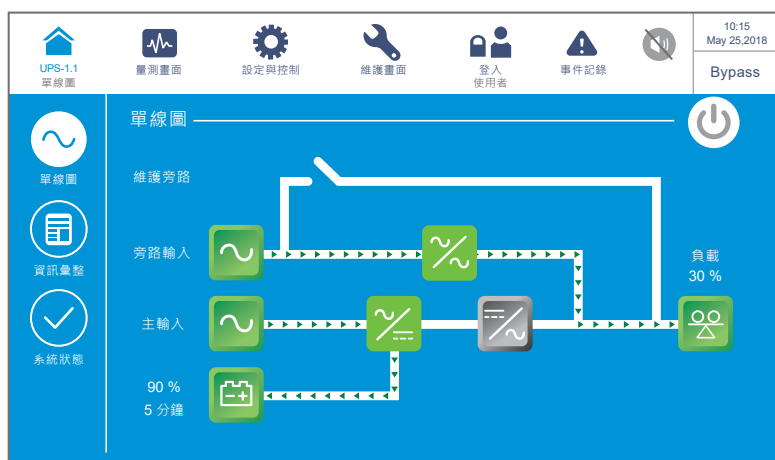 UPS-1.1
單線圖
量測畫面
設定與控制
維護畫面
登入
使用者
事件記錄
10:15
May 25,2018
Bypass
單線圖
單線圖
維護旁路
資訊彙整
旁路輸入
負載
30 %
主輸入
系統狀態
90 %
5 分鐘